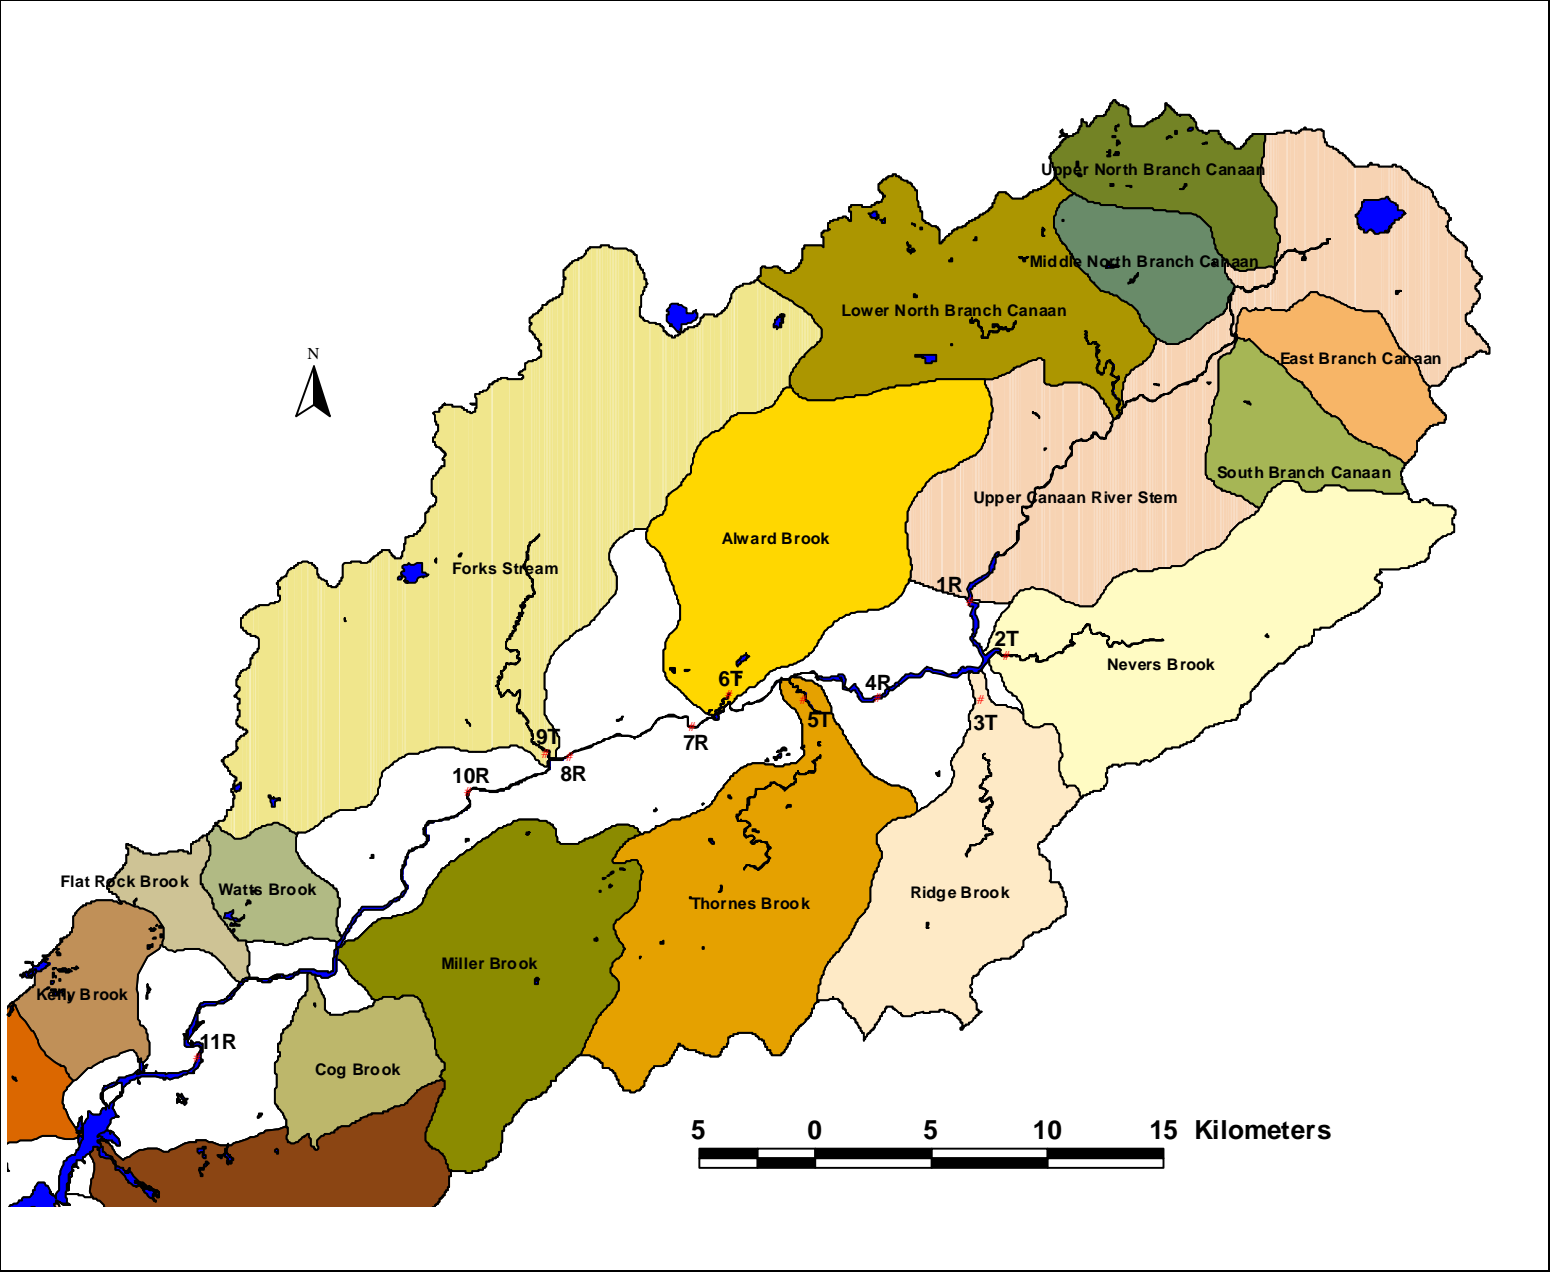 Upper North Branch Canaan
Middle North Branch Canaan
Lower North Branch Canaan
N
East Branch Canaan
South Branch Canaan
Upper Canaan River Stem
Alward Brook
Forks Stream
1R
2T
Nevers Brook
6T
4R
5T
3T
7R
9T
8R
10R
Flat Rock Brook
Watts Brook
Ridge Brook
Thornes Brook
Miller Brook
Kelly Brook
11R
Cog Brook
5 0 5 10 15 Kilometers